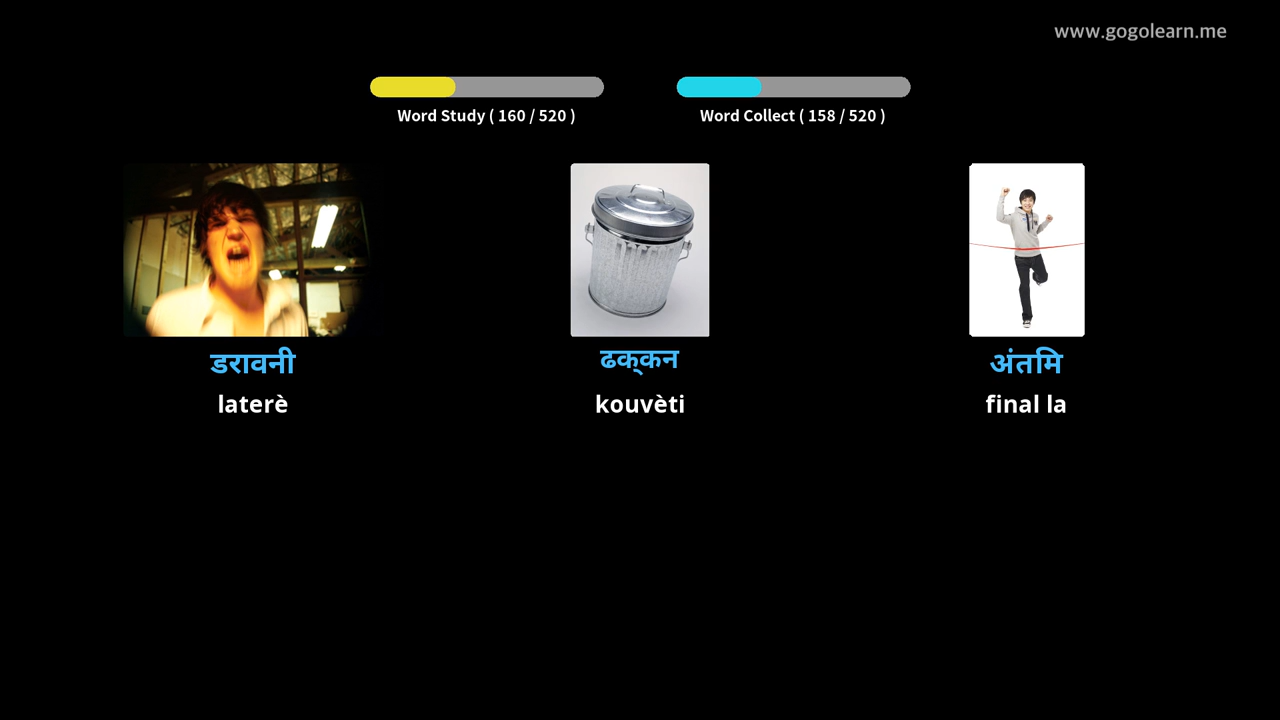 www.gogolearn.me
Word Study ( 160 / 520 )
Word Collect ( 158 / 520 )
डरावनी
ढक्‌कन
अंतमि
laterè
kouvèti
final la